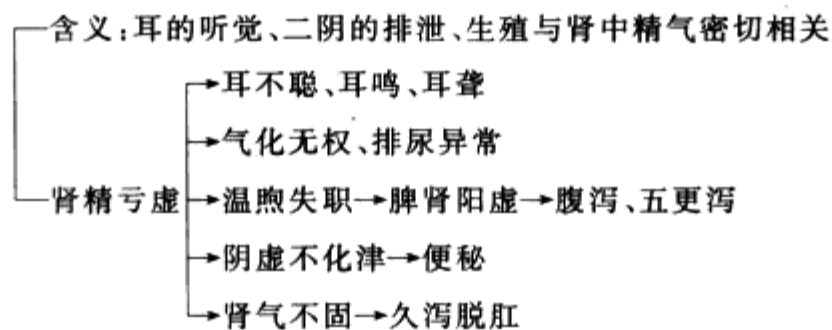 含义:耳的听觉、二阴的排泄、生殖与肾中精气密切相关
耳不聪、耳鸣、耳聋
气化无权、排尿异常
肾精亏虚→温煦失职→脾肾阳虚→腹泻、五更泻
阴虚不化津→便秘
肾气不固→久泻脱肛